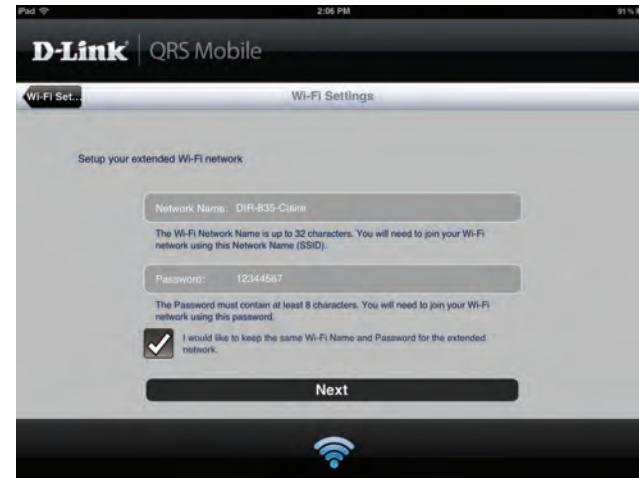 iPad 2:06 PM 91%
D-Link QRS Mobile
Wi-Fi Set... Wi-Fi Settings
Setup your extended Wi-Fi network
Network Name: DIR-835-Claire
The Wi-Fi Network Name is up to 32 characters. You will need to join your Wi-Fi
network using this Network Name (SSID).
Password: 12344567
The Password must contain at least 8 characters. You will need to join your Wi-Fi
network using this password.
I would like to keep the same Wi-Fi Name and Password for the extended
network.
Next